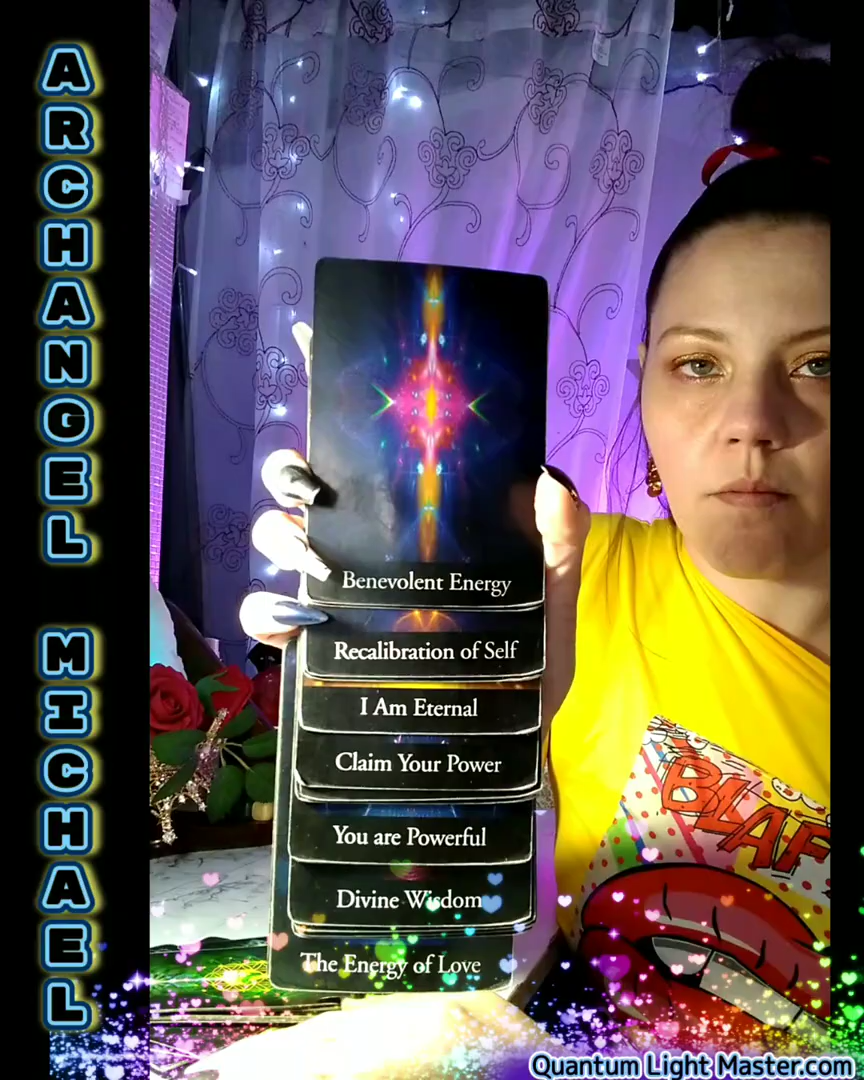 ARCHANGEL MICHAEL
Benevolent Energy
Recalibration of Self
I Am Eternal
Claim Your Power
You are Powerful
Divine Wisdom
The Energy of Love
BLAF
Quantum Light Master.com